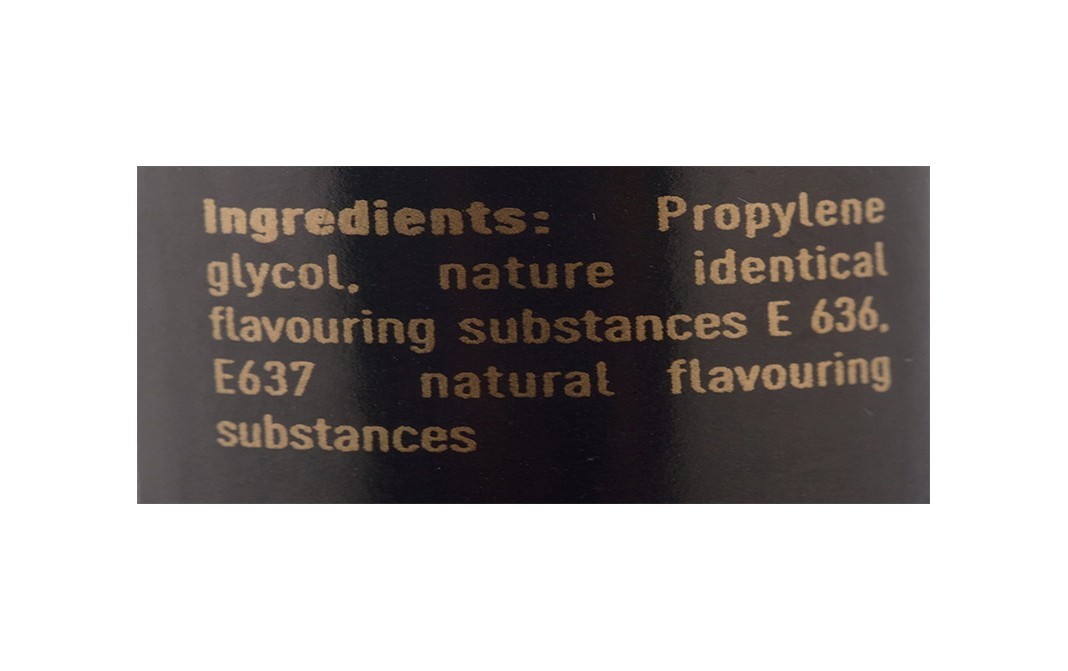 Ingredients: Propylene
glycol, nature identical
flavouring substances E 636,
E637 natural flavouring
substances